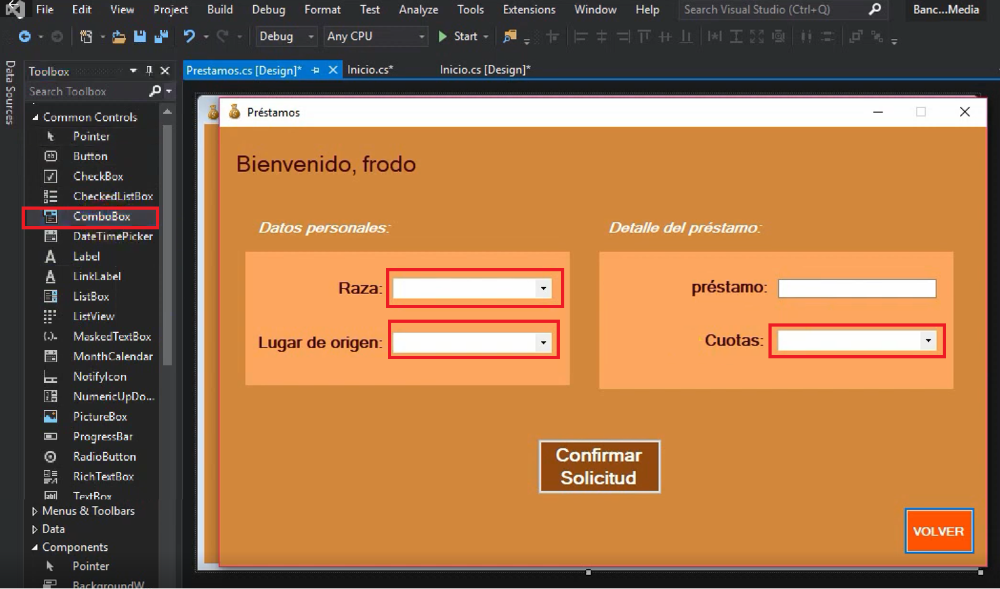 File Edit View Project Build Debug Format Test Analyze Tools Extensions Window Help Search Visual Studio (Ctrl+Q) Banc...Media
Debug Any CPU Start
Data Sources
Toolbox
Search Toolbox
Common Controls
Pointer
Button
CheckBox
CheckedListBox
ComboBox
DateTimePicker
Label
LinkLabel
ListBox
ListView
MaskedTextBox
MonthCalendar
NotifyIcon
NumericUpDo...
PictureBox
ProgressBar
RadioButton
RichTextBox
TextBox
Menus & Toolbars
Data
Components
Pointer
BackgroundW...
Prestamos.cs [Design]* Inicio.cs* Inicio.cs [Design]*
Préstamos
Bienvenido, frodo
Datos personales:
Raza:
Lugar de origen:
Detalle del préstamo:
préstamo:
Cuotas:
Confirmar
Solicitud
VOLVER